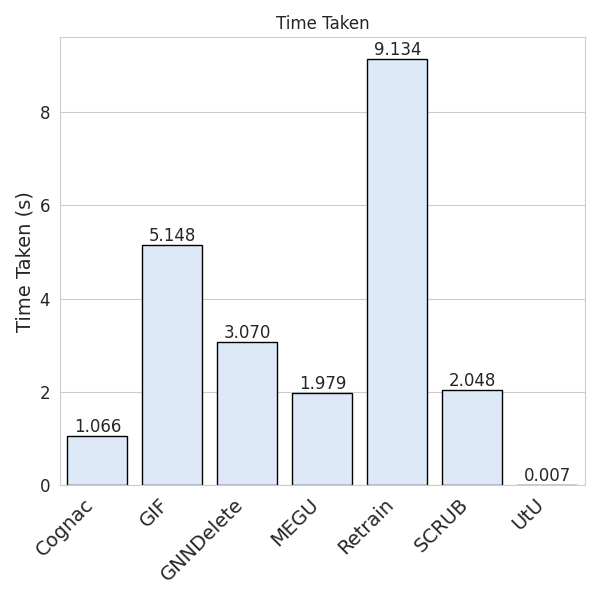 Time Taken
Time Taken (s)
8
6
4
2
0
1.066
5.148
3.070
1.979
9.134
2.048
0.007
Cognac
GIF
GNNDelete
MEGU
Retrain
SCRUB
UtU